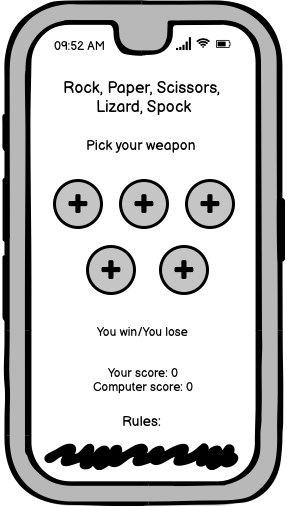 09:52 AM
Rock, Paper, Scissors,
Lizard, Spock
Pick your weapon
You win/You lose
Your score: 0
Computer score: 0
Rules: